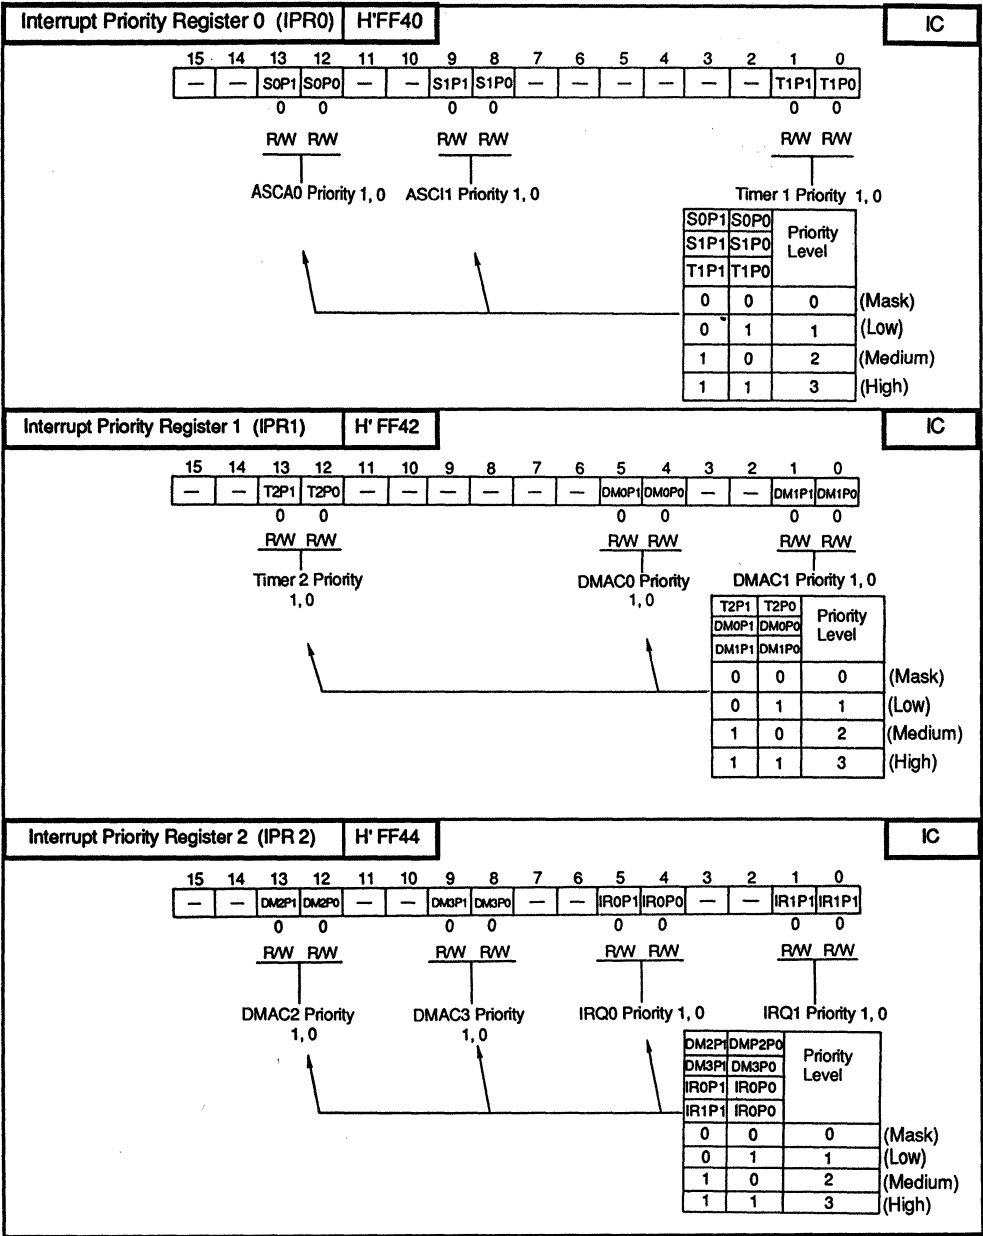 Interrupt Priority Register 0 (IPR0) H'FF40 IC
15 14 13 12 11 10 9 8 7 6 5 4 3 2 1 0
— — S0P1 S0P0 — — S1P1 S1P0 — — — — — — T1P1 T1P0
0 0 0 0 0 0
R/W R/W R/W R/W R/W R/W
ASCA0 Priority 1, 0 ASCI1 Priority 1, 0 Timer 1 Priority 1, 0
S0P1 S0P0 Priority
S1P1 S1P0 Level
T1P1 T1P0
0 0 0 (Mask)
0 1 1 (Low)
1 0 2 (Medium)
1 1 3 (High)
Interrupt Priority Register 1 (IPR1) H' FF42 IC
15 14 13 12 11 10 9 8 7 6 5 4 3 2 1 0
— — T2P1 T2P0 — — — — — — DM0P1 DM0P0 — — DM1P1 DM1P0
0 0 0 0 0 0
R/W R/W R/W R/W R/W R/W
Timer 2 Priority DMAC0 Priority DMAC1 Priority 1, 0
1, 0 1, 0
T2P1 T2P0 Priority
DM0P1 DM0P0 Level
DM1P1 DM1P0
0 0 0 (Mask)
0 1 1 (Low)
1 0 2 (Medium)
1 1 3 (High)
Interrupt Priority Register 2 (IPR 2) H' FF44 IC
15 14 13 12 11 10 9 8 7 6 5 4 3 2 1 0
— — DM2P1 DM2P0 — — DM3P1 DM3P0 — — IR0P1 IR0P0 — — IR1P1 IR1P1
0 0 0 0 0 0 0 0
R/W R/W R/W R/W R/W R/W R/W R/W
DMAC2 Priority DMAC3 Priority IRQ0 Priority 1, 0 IRQ1 Priority 1, 0
1, 0 1, 0
DM2P1 DMP2P0 Priority
DM3P1 DM3P0 Level
IR0P1 IR0P0
IR1P1 IR0P0
0 0 0 (Mask)
0 1 1 (Low)
1 0 2 (Medium)
1 1 3 (High)